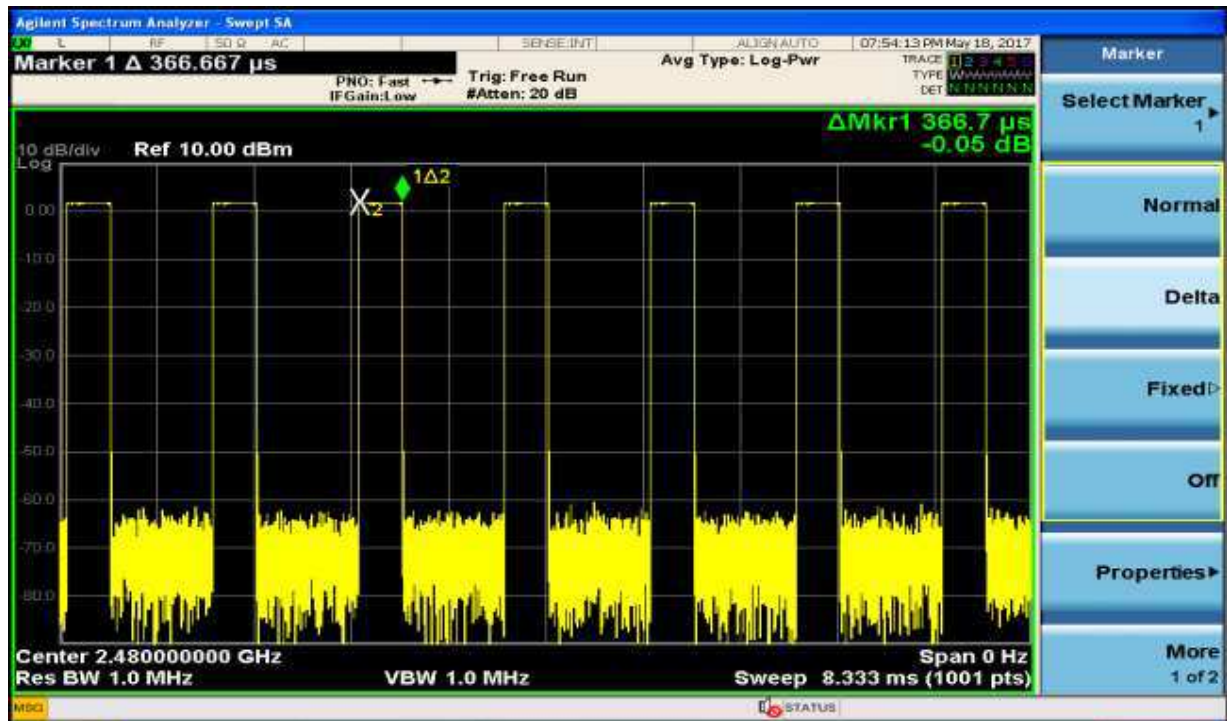 Agilent Spectrum Analyzer - Swept SA
LXI L RF 50 Ω AC SENSE:INT ALIGN AUTO 07:54:13 PM May 18, 2017
Marker 1 Δ 366.667 µs
PNO: Fast
IFGain:Low
Trig: Free Run
#Atten: 20 dB
Avg Type: Log-Pwr
TRACE 1 2 3 4 5 6
TYPE
DET N N N N N N
ΔMkr1 366.7 µs
-0.05 dB
10 dB/div Ref 10.00 dBm
Log
1Δ2
X2
0.00
-10.0
-20.0
-30.0
-40.0
-50.0
-60.0
-70.0
-80.0
Center 2.480000000 GHz Span 0 Hz
Res BW 1.0 MHz VBW 1.0 MHz Sweep 8.333 ms (1001 pts)
MSG STATUS
Marker
Select Marker
1
Normal
Delta
Fixed
Off
Properties
More
1 of 2